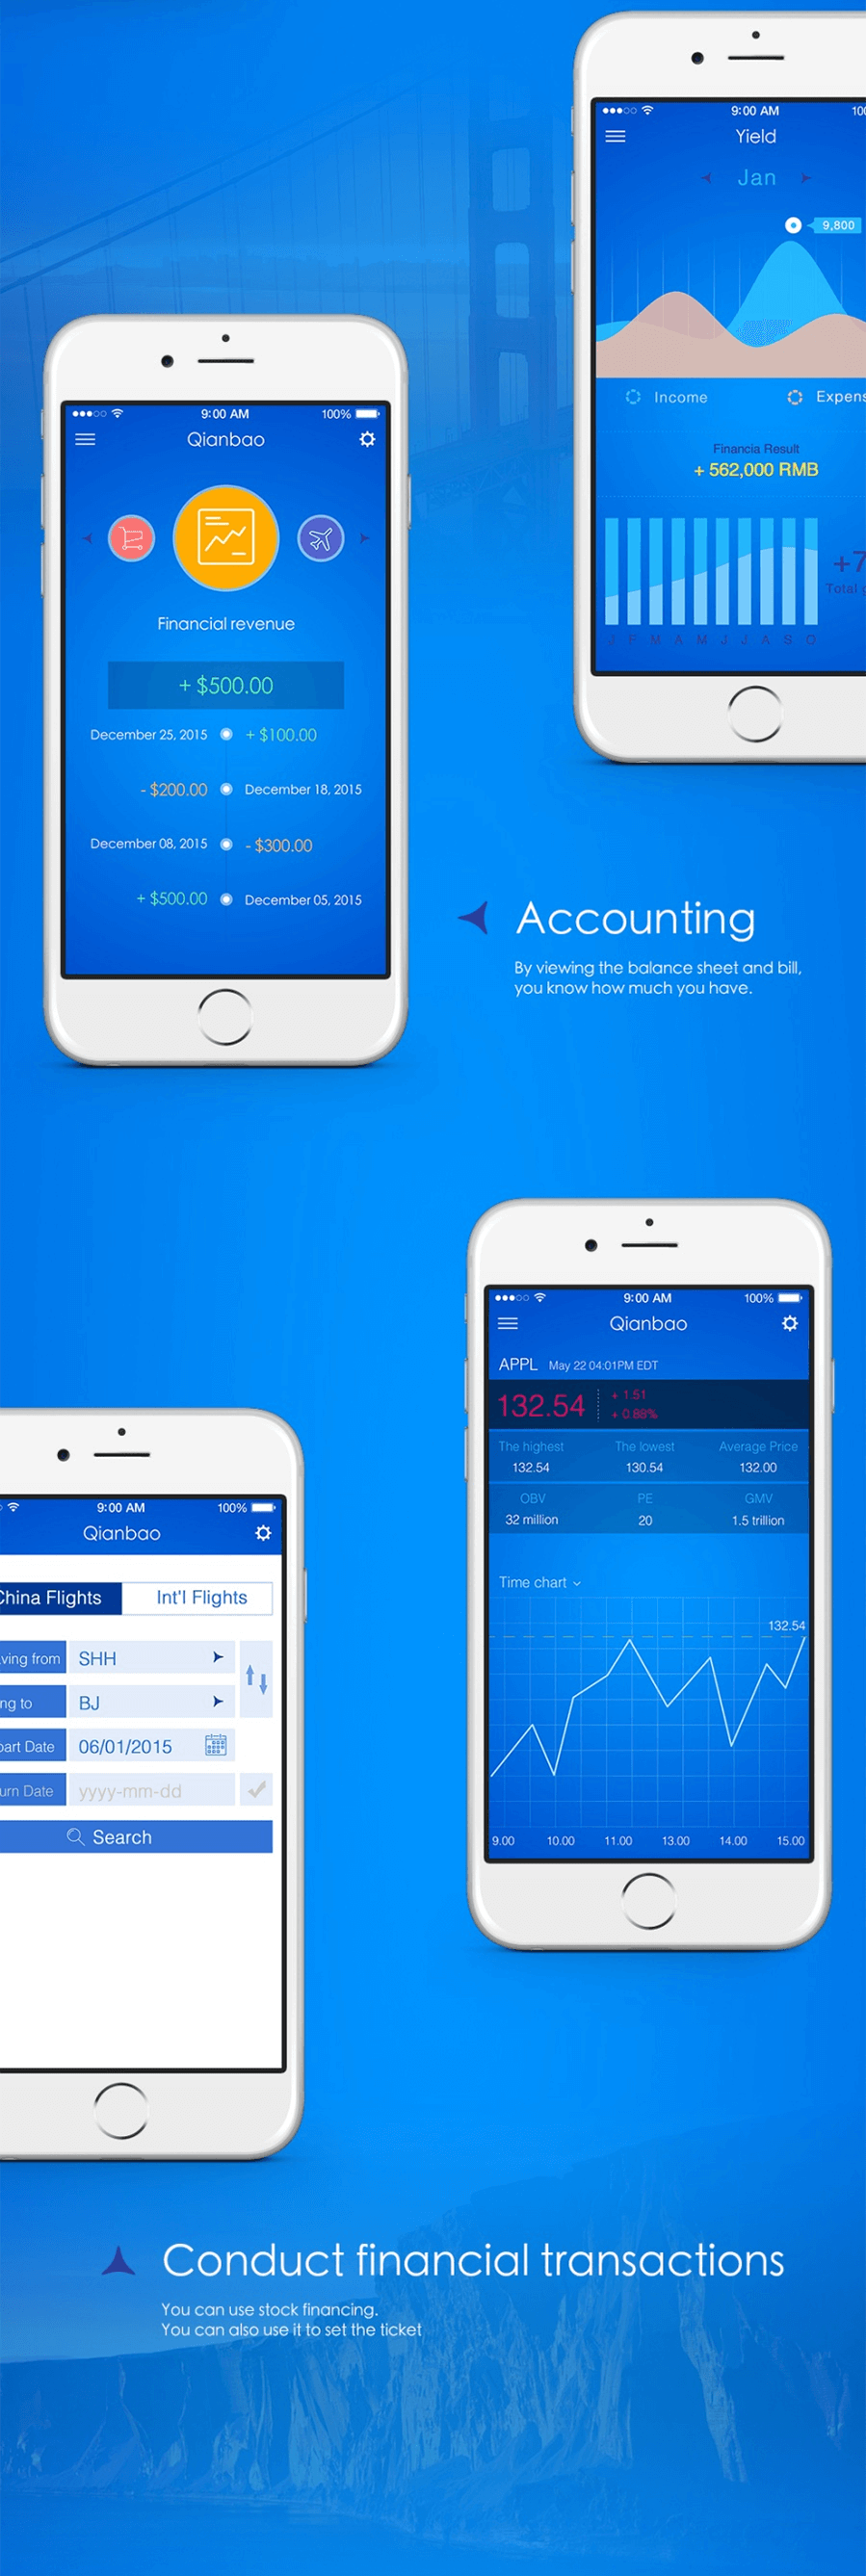 9:00 AM
100
Yield
Jan
9,800
Income
Expens
Financia Result
+ 562,000 RMB
+7
Total g
J F M A M J J A S O
9:00 AM 100%
Qianbao
Financial revenue
+ $500.00
December 25, 2015 + $100.00
- $200.00 December 18, 2015
December 08, 2015 - $300.00
+ $500.00 December 05, 2015
Accounting
By viewing the balance sheet and bill,
you know how much you have.
9:00 AM 100%
Qianbao
APPL May 22 04:01PM EDT
132.54
+ 1.51
+ 0.88%
The highest The lowest Average Price
132.54 130.54 132.00
OBV PE GMV
32 million 20 1.5 trillion
Time chart
132.54
9.00 10.00 11.00 13.00 14.00 15.00
9:00 AM 100%
Qianbao
China Flights Int'l Flights
ving from SHH
ng to BJ
part Date 06/01/2015
urn Date yyyy-mm-dd
Search
Conduct financial transactions
You can use stock financing.
You can also use it to set the ticket